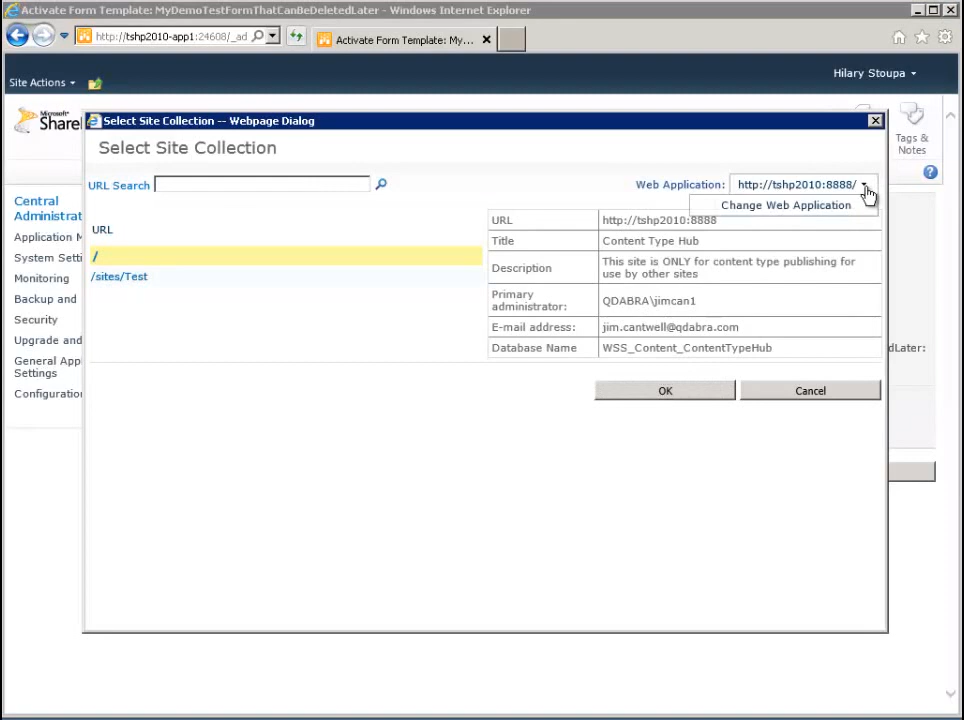 Activate Form Template: MyDemoTestFormThatCanBeDeletedLater - Windows Internet Explorer
http://tshp2010-app1:24608/_ad
Activate Form Template: My...
Site Actions
Hilary Stoupa
Microsoft
Share
Tags &
Notes
Select Site Collection -- Webpage Dialog
Select Site Collection
URL Search
Web Application: http://tshp2010:8888/
Change Web Application
URL
/
/sites/Test
URL http://tshp2010:8888
Title Content Type Hub
Description This site is ONLY for content type publishing for
use by other sites
Primary
administrator: QDABRA\jimcan1
E-mail address: jim.cantwell@qdabra.com
Database Name WSS_Content_ContentTypeHub
OK Cancel
Central
Administrat
Application M
System Setti
Monitoring
Backup and
Security
Upgrade and
General App
Settings
Configuration
dLater: